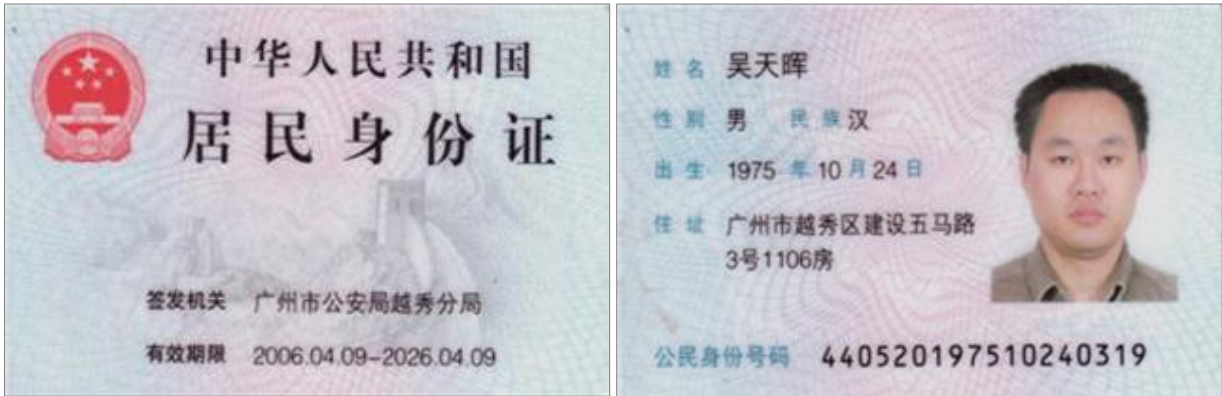 中华人民共和国
居民身份证
签发机关 广州市公安局越秀分局
有效期限 2006.04.09-2026.04.09
姓名 吴天晖
性别 男 民族 汉
出生 1975 年 10 月 24 日
住址 广州市越秀区建设五马路
3号1106房
公民身份号码 440520197510240319